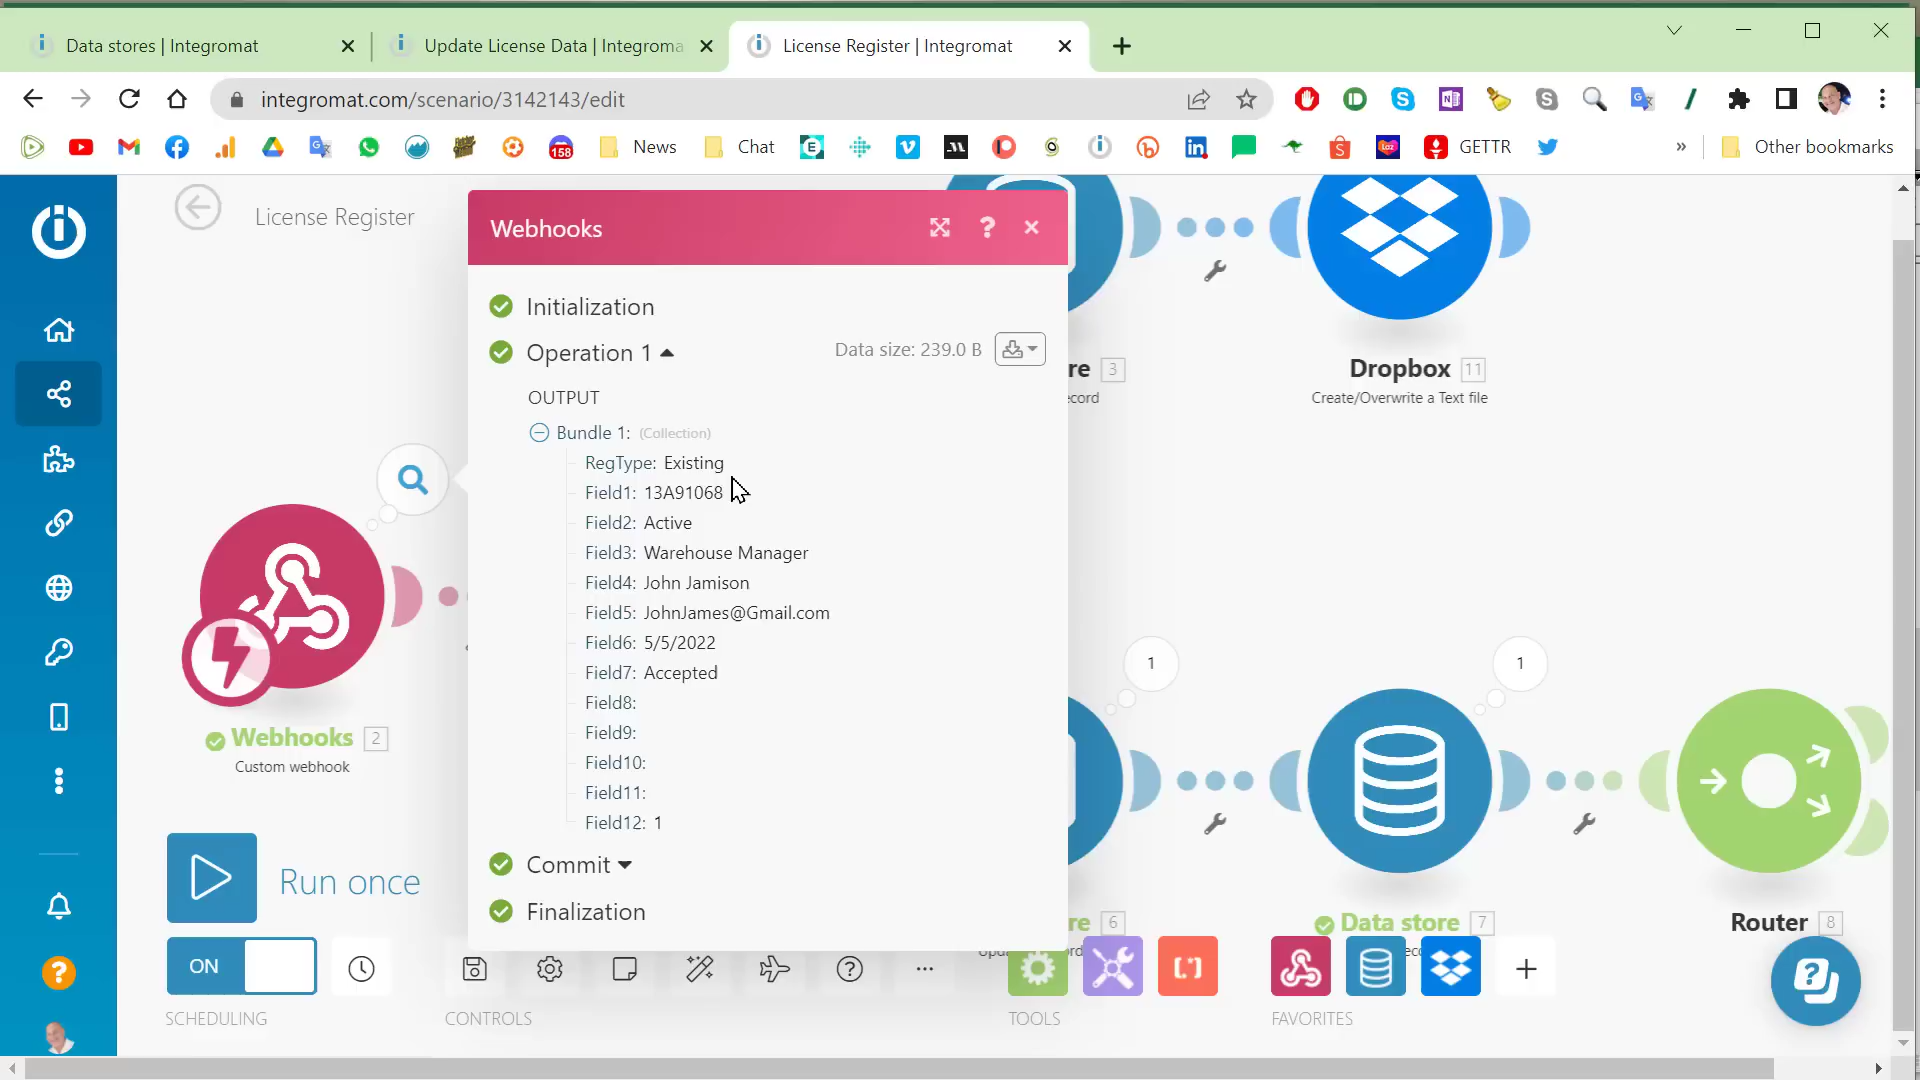 Data stores | Integromat
Update License Data | Integroma
License Register | Integromat
integromat.com/scenario/3142143/edit
158
News
Chat
GETTR
»
Other bookmarks
License Register
Webhooks
?
Initialization
Operation 1
Data size: 239.0 B
OUTPUT
Bundle 1: (Collection)
RegType: Existing
Field1: 13A91068
Field2: Active
Field3: Warehouse Manager
Field4: John Jamison
Field5: JohnJames@Gmail.com
Field6: 5/5/2022
Field7: Accepted
Field8:
Field9:
Field10:
Field11:
Field12: 1
Commit
Finalization
re 3
ecord
Dropbox 11
Create/Overwrite a Text file
Webhooks 2
Custom webhook
1
1
re 6
Data store 7
Router 8
Run once
ON
SCHEDULING
CONTROLS
TOOLS
FAVORITES